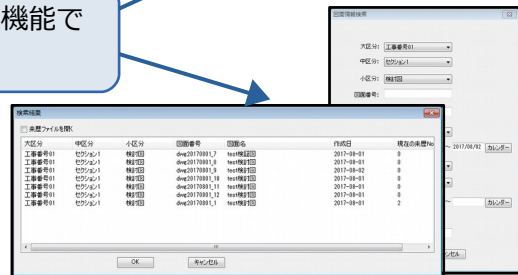 機能で
図面情報検索
大区分: 工事番号01
中区分: セクション1
小区分: 検討図
図面番号:
～ 2017/08/02 カレンダー
～ カレンダー
検索結果
来歴ファイルを開く
大区分 中区分 小区分 図面番号 図面名 作成日 現在の来歴No
工事番号01 セクション1 検討図 dwg20170801_7 test検証図 2017-08-01 0
工事番号01 セクション1 検討図 dwg20170801_8 test検討図 2017-08-01 0
工事番号01 セクション1 検討図 dwg20170801_9 test検討図 2017-08-02 0
工事番号01 セクション1 検討図 dwg20170801_10 test検討図 2017-08-01 0
工事番号01 セクション1 検討図 dwg20170801_11 test検討図 2017-08-01 0
工事番号01 セクション1 検討図 dwg20170801_12 test検討図 2017-08-01 0
工事番号01 セクション1 検討図 dwg20170801_1 test検討図 2017-08-01 2
OK キャンセル